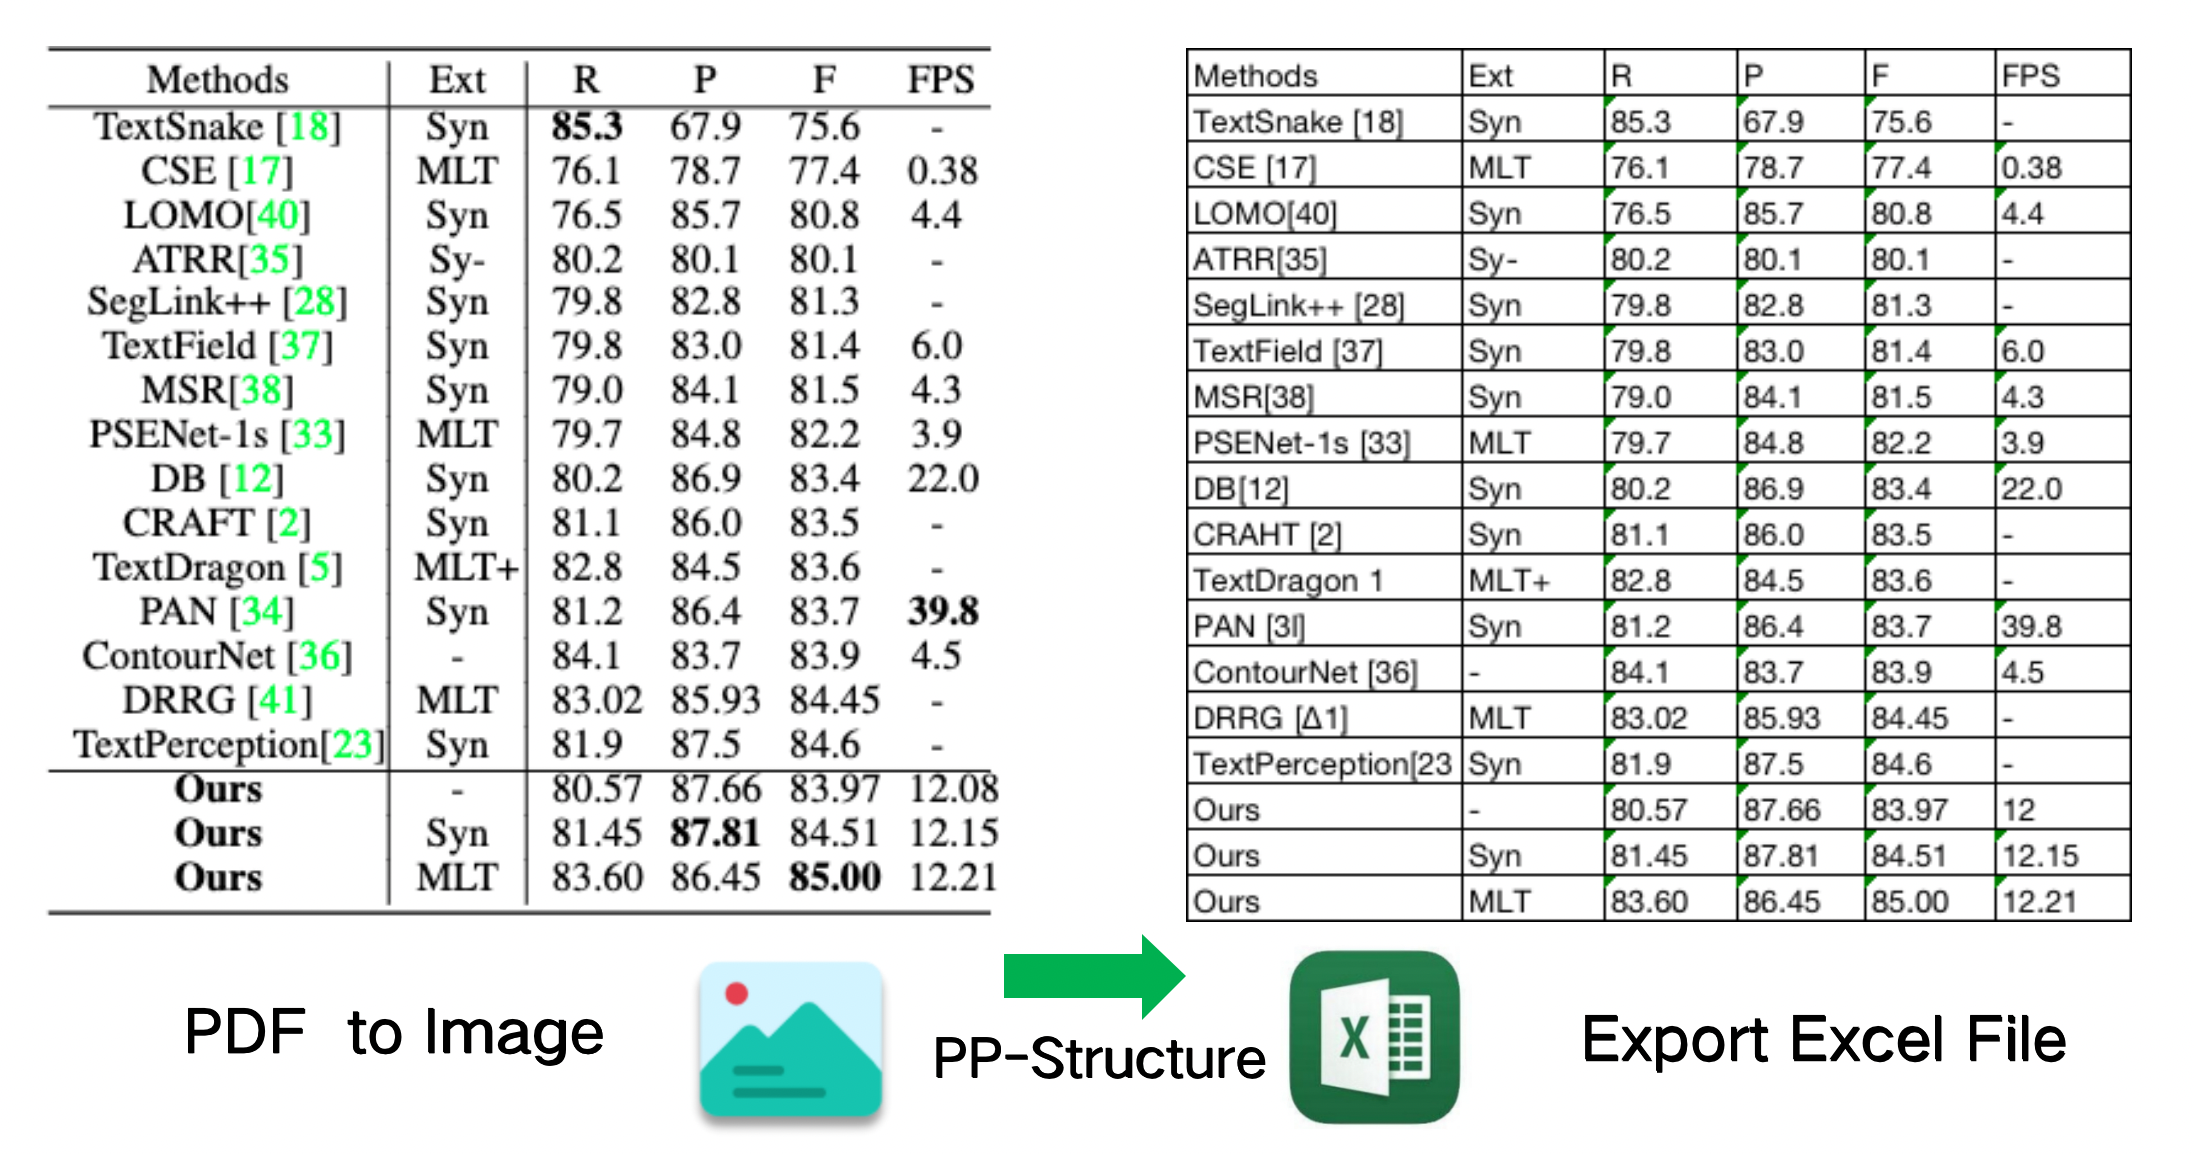 Methods Ext R P F FPS
TextSnake [18] Syn 85.3 67.9 75.6 -
CSE [17] MLT 76.1 78.7 77.4 0.38
LOMO[40] Syn 76.5 85.7 80.8 4.4
ATRR[35] Sy- 80.2 80.1 80.1 -
SegLink++ [28] Syn 79.8 82.8 81.3 -
TextField [37] Syn 79.8 83.0 81.4 6.0
MSR[38] Syn 79.0 84.1 81.5 4.3
PSENet-1s [33] MLT 79.7 84.8 82.2 3.9
DB [12] Syn 80.2 86.9 83.4 22.0
CRAFT [2] Syn 81.1 86.0 83.5 -
TextDragon [5] MLT+ 82.8 84.5 83.6 -
PAN [34] Syn 81.2 86.4 83.7 39.8
ContourNet [36] - 84.1 83.7 83.9 4.5
DRRG [41] MLT 83.02 85.93 84.45 -
TextPerception[23] Syn 81.9 87.5 84.6 -
Ours - 80.57 87.66 83.97 12.08
Ours Syn 81.45 87.81 84.51 12.15
Ours MLT 83.60 86.45 85.00 12.21
Methods Ext R P F FPS
TextSnake [18] Syn 85.3 67.9 75.6 -
CSE [17] MLT 76.1 78.7 77.4 0.38
LOMO[40] Syn 76.5 85.7 80.8 4.4
ATRR[35] Sy- 80.2 80.1 80.1 -
SegLink++ [28] Syn 79.8 82.8 81.3 -
TextField [37] Syn 79.8 83.0 81.4 6.0
MSR[38] Syn 79.0 84.1 81.5 4.3
PSENet-1s [33] MLT 79.7 84.8 82.2 3.9
DB[12] Syn 80.2 86.9 83.4 22.0
CRAHT [2] Syn 81.1 86.0 83.5 -
TextDragon 1 MLT+ 82.8 84.5 83.6 -
PAN [3l] Syn 81.2 86.4 83.7 39.8
ContourNet [36] - 84.1 83.7 83.9 4.5
DRRG [Δ1] MLT 83.02 85.93 84.45 -
TextPerception[23 Syn 81.9 87.5 84.6 -
Ours - 80.57 87.66 83.97 12
Ours Syn 81.45 87.81 84.51 12.15
Ours MLT 83.60 86.45 85.00 12.21
PDF to Image
PP-Structure
X
Export Excel File